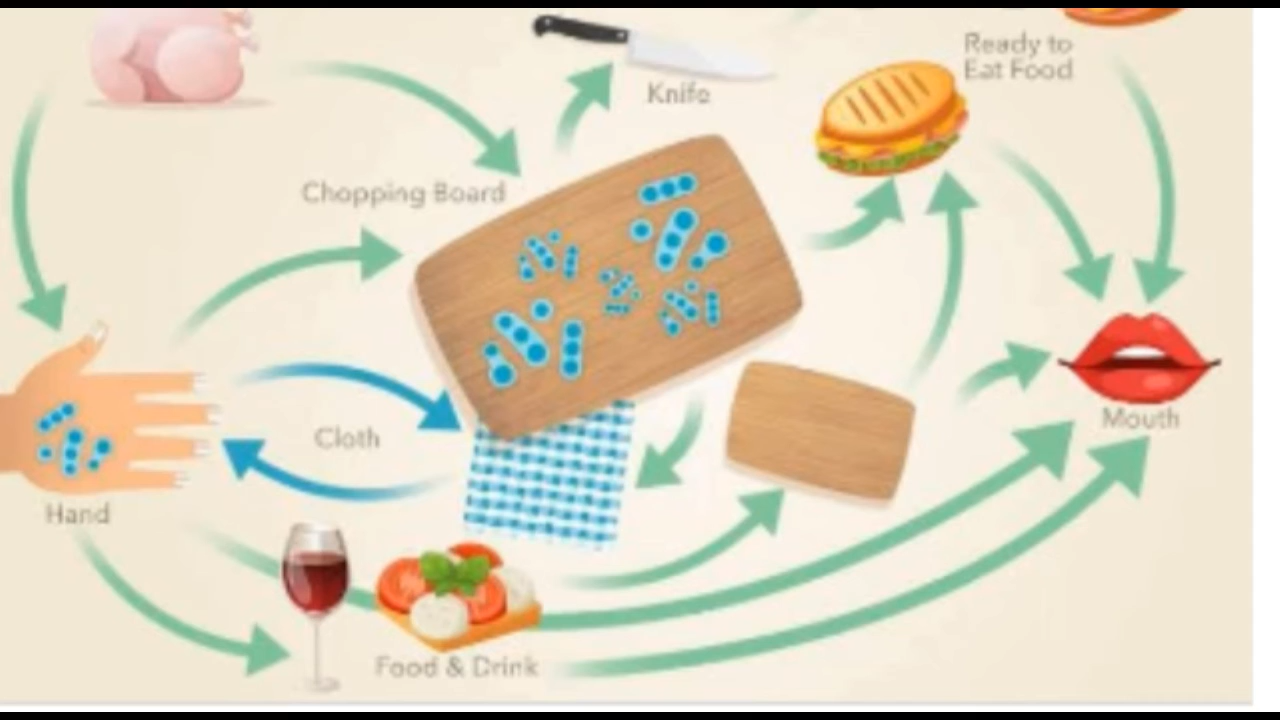 Ready to
Eat Food
Knife
Chopping Board
Cloth
Mouth
Hand
Food & Drink